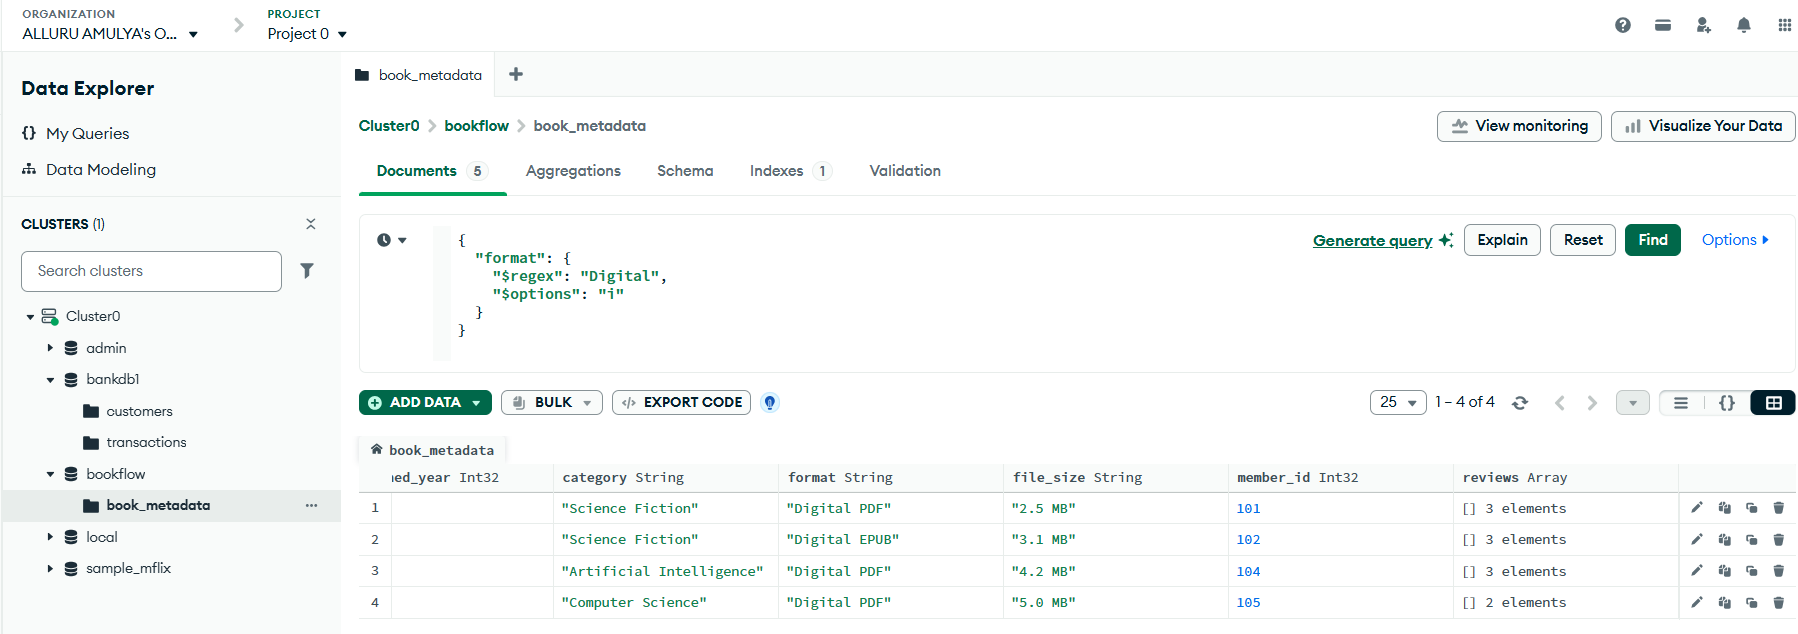 ORGANIZATION
ALLURU AMULYA's O...
PROJECT
Project 0
Data Explorer
My Queries
Data Modeling
CLUSTERS (1)
Search clusters
Cluster0
admin
bankdb1
customers
transactions
bookflow
book_metadata
local
sample_mflix
book_metadata
Cluster0 > bookflow > book_metadata
View monitoring
Visualize Your Data
Documents 5
Aggregations
Schema
Indexes 1
Validation
{
"format": {
"$regex": "Digital",
"$options": "i"
}
}
Generate query
Explain
Reset
Find
Options
ADD DATA
BULK
EXPORT CODE
25
1 – 4 of 4
book_metadata
ned_year Int32 category String format String file_size String member_id Int32 reviews Array
1 "Science Fiction" "Digital PDF" "2.5 MB" 101 [] 3 elements
2 "Science Fiction" "Digital EPUB" "3.1 MB" 102 [] 3 elements
3 "Artificial Intelligence" "Digital PDF" "4.2 MB" 104 [] 3 elements
4 "Computer Science" "Digital PDF" "5.0 MB" 105 [] 2 elements